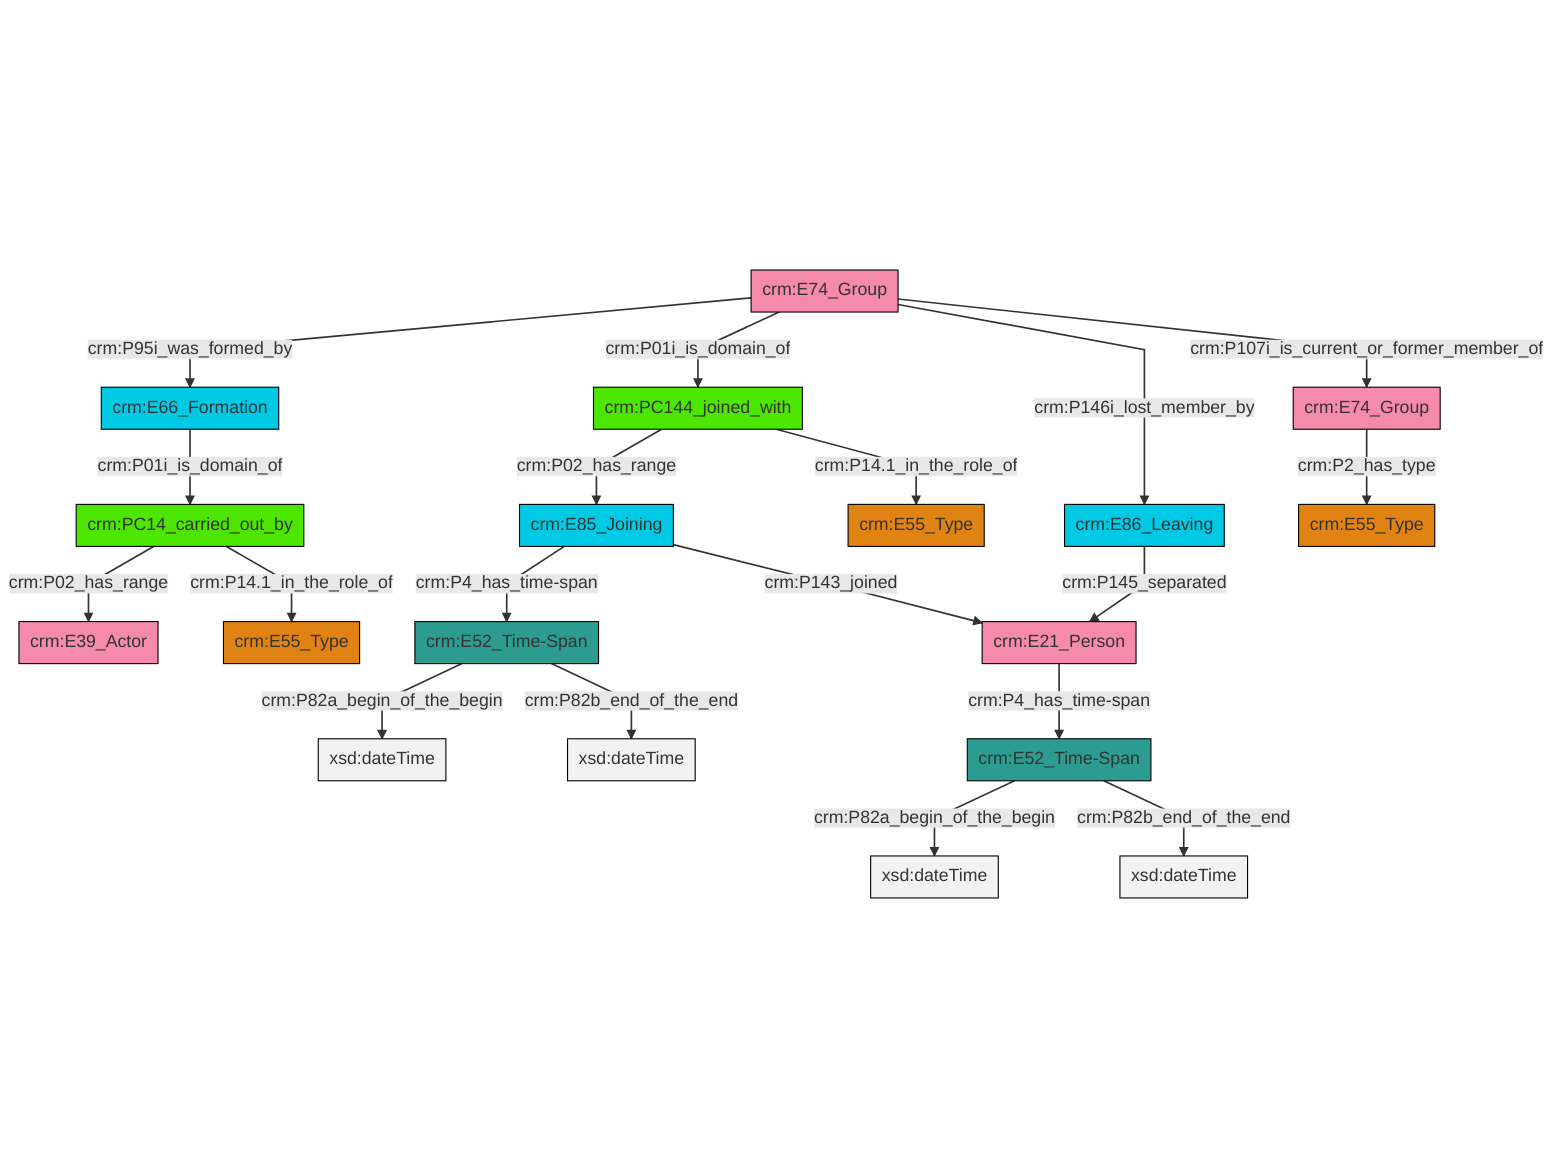 crm:E74_Group
crm:P95i_was_formed_by
crm:P01i_is_domain_of
crm:P107i_is_current_or_former_member_of
crm:E66_Formation
crm:PC144_joined_with
crm:P146i_lost_member_by
crm:E74_Group
crm:P01i_is_domain_of
crm:P02_has_range
crm:P14.1_in_the_role_of
crm:P2_has_type
crm:PC14_carried_out_by
crm:E85_Joining
crm:E55_Type
crm:E86_Leaving
crm:E55_Type
crm:P02_has_range
crm:P14.1_in_the_role_of
crm:P4_has_time-span
crm:P143_joined
crm:P145_separated
crm:E39_Actor
crm:E55_Type
crm:E52_Time-Span
crm:E21_Person
crm:P82a_begin_of_the_begin
crm:P82b_end_of_the_end
crm:P4_has_time-span
xsd:dateTime
xsd:dateTime
crm:E52_Time-Span
crm:P82a_begin_of_the_begin
crm:P82b_end_of_the_end
xsd:dateTime
xsd:dateTime